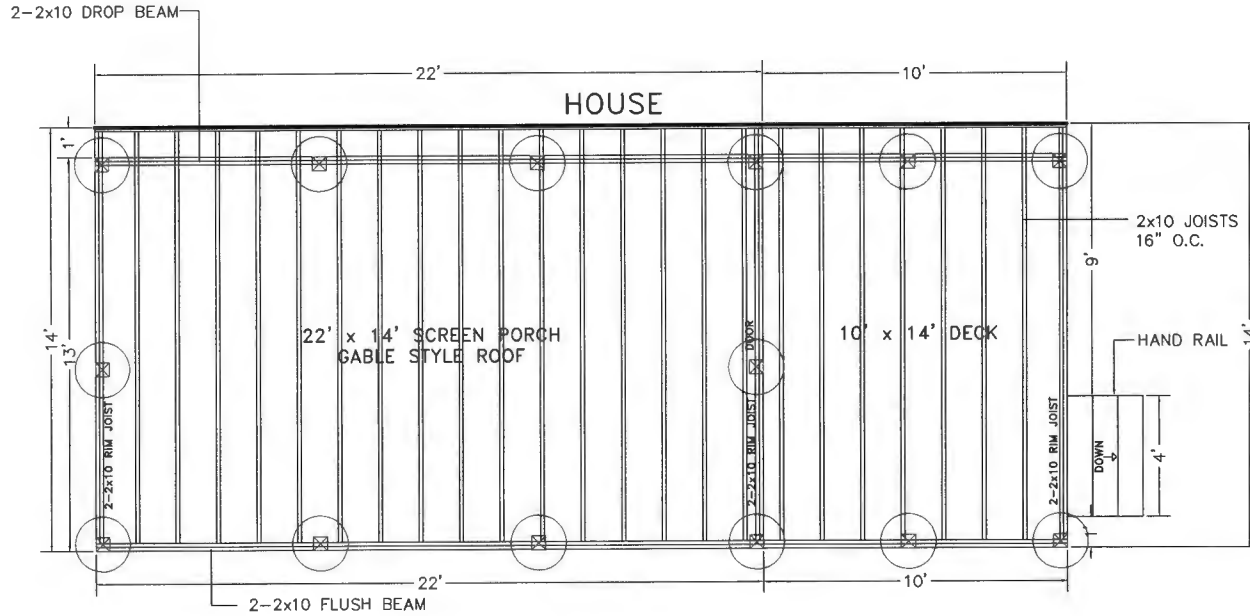 2-2x10 DROP BEAM
22'
10'
HOUSE
1'
2x10 JOISTS
16" O.C.
9'
14'
13'
22' x 14' SCREEN PORCH
GABLE STYLE ROOF
DOOR
10' x 14' DECK
HAND RAIL
14'
2-2x10 RIM JOIST
2-2x10 RIM JOIST
2-2x10 RIM JOIST
DOWN
4'
22'
10'
2-2x10 FLUSH BEAM